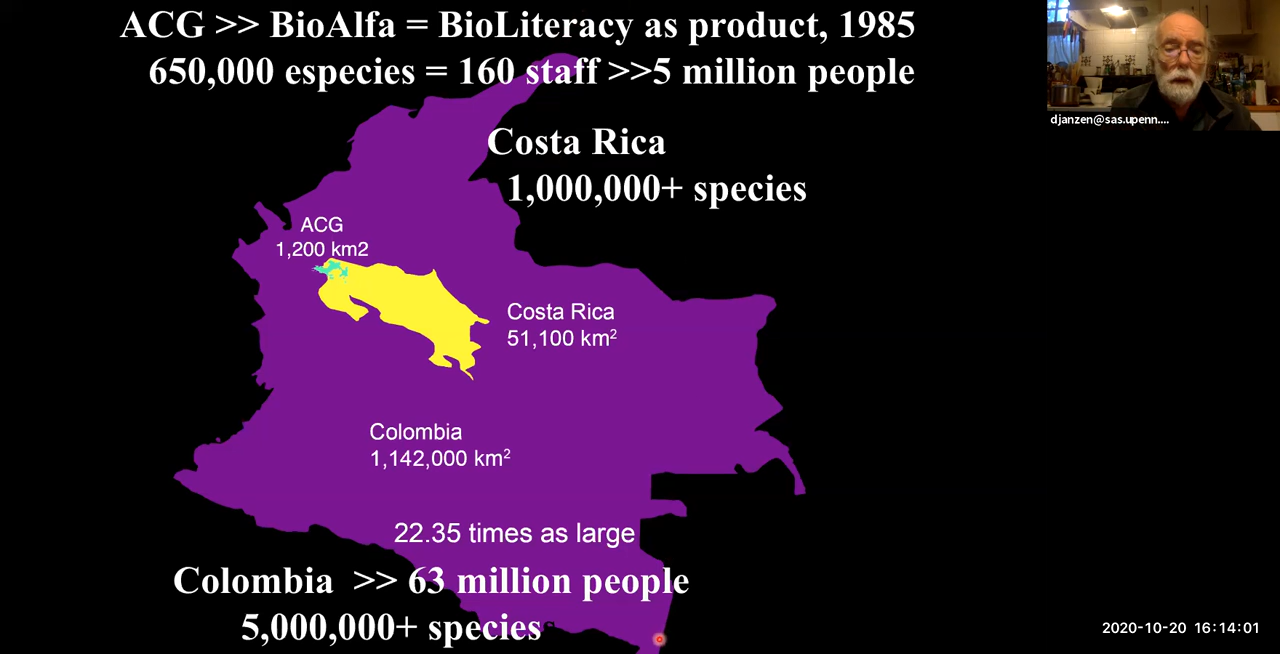 ACG >> BioAlfa = BioLiteracy as product, 1985
650,000 especies = 160 staff >>5 million people
djanzen@sas.upenn....
Costa Rica
1,000,000+ species
ACG
1,200 km2
Costa Rica
51,100 km²
Colombia
1,142,000 km²
22.35 times as large
Colombia >> 63 million people
5,000,000+ species
2020-10-20 16:14:01